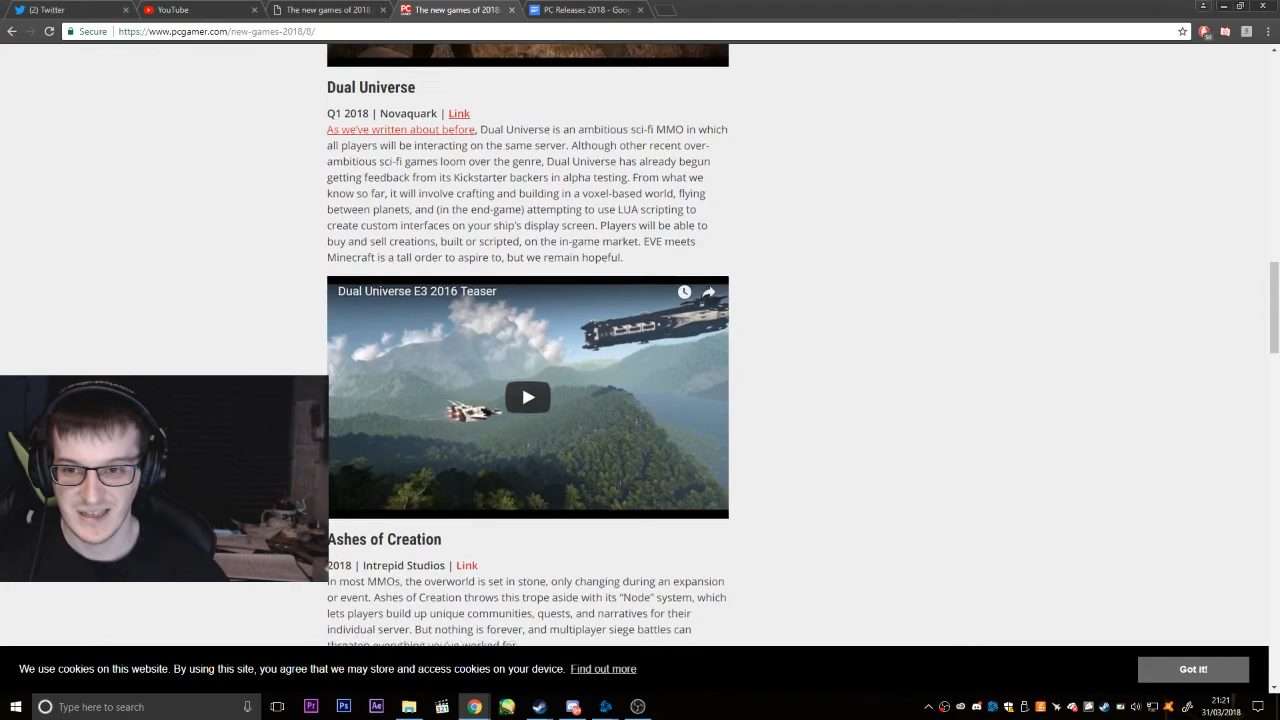 (2) Twitter
YouTube
The new games of 2018
The new games of 2018:
PC Releases 2018 - Goog
Secure
https://www.pcgamer.com/new-games-2018/8/
Dual Universe
Q1 2018 | Novaquark | Link
As we've written about before, Dual Universe is an ambitious sci-fi MMO in which
all players will be interacting on the same server. Although other recent over-
ambitious sci-fi games loom over the genre, Dual Universe has already begun
getting feedback from its Kickstarter backers in alpha testing. From what we
know so far, it will involve crafting and building in a voxel-based world, flying
between planets, and (in the end-game) attempting to use LUA scripting to
create custom interfaces on your ship's display screen. Players will be able to
buy and sell creations, built or scripted, on the in-game market. EVE meets
Minecraft is a tall order to aspire to, but we remain hopeful.
Dual Universe E3 2016 Teaser
Ashes of Creation
2018 | Intrepid Studios | Link
In most MMOs, the overworld is set in stone, only changing during an expansion
or event. Ashes of Creation throws this trope aside with its "Node" system, which
lets players build up unique communities, quests, and narratives for their
individual server. But nothing is forever, and multiplayer siege battles can
threaten everything you've worked for.
We use cookies on this website. By using this site, you agree that we may store and access cookies on your device. Find out more
Got it!
Type here to search
Pr
Ps
Ae
21:21
31/03/2018